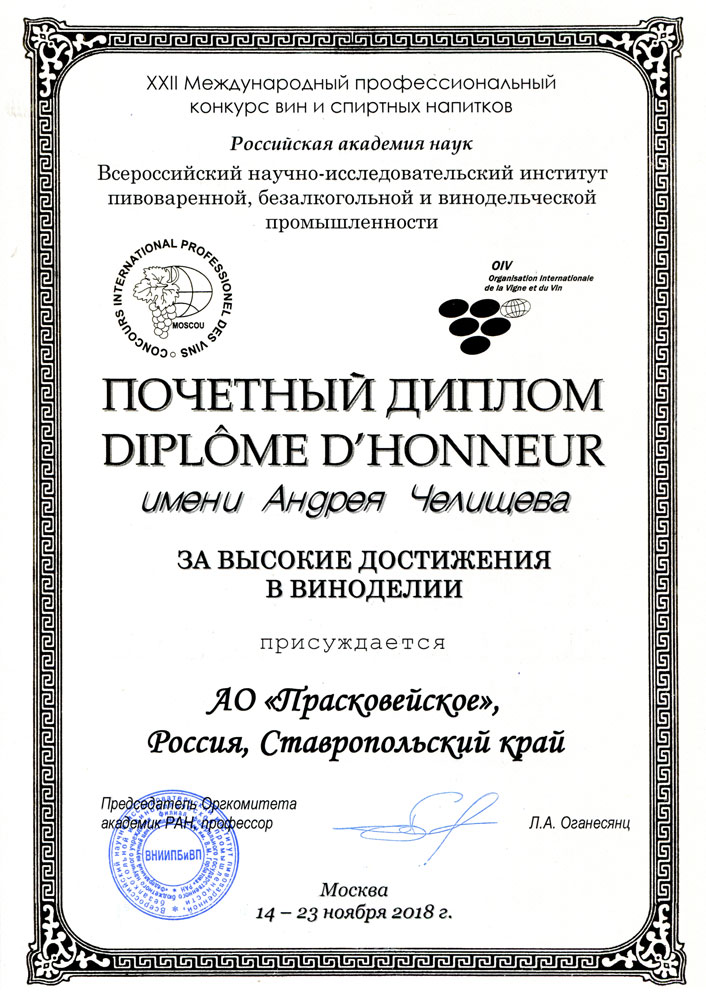 XXII Международный профессиональный
конкурс вин и спиртных напитков
Российская академия наук
Всероссийский научно-исследовательский институт
пивоваренной, безалкогольной и винодельческой
промышленности
CONCOURS INTERNATIONAL PROFESSIONEL DES VINS
MOSCOU
OIV
Organisation Internationale
de la Vigne et du Vin
ПОЧЕТНЫЙ ДИПЛОМ
DIPLÔME D'HONNEUR
имени Андрея Челищева
ЗА ВЫСОКИЕ ДОСТИЖЕНИЯ
В ВИНОДЕЛИИ
присуждается
АО «Прасковейское»,
Россия, Ставропольский край
Председатель Оргкомитета
академик РАН, профессор
Л.А. Оганесянц
ВНИИПБиВП
Москва
14 – 23 ноября 2018 г.